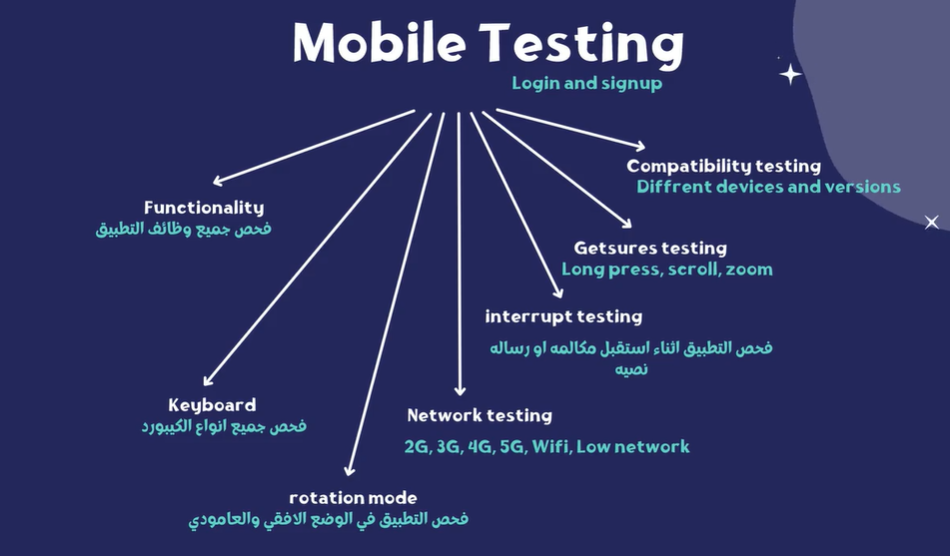 Mobile Testing
Login and signup
Compatibility testing
Diffrent devices and versions
Functionality
فحص جميع وظائف التطبيق
Getsures testing
Long press, scroll, zoom
interrupt testing
فحص التطبيق اثناء استقبل مكالمه او رساله
نصيه
Keyboard
فحص جميع انواع الكيبورد
Network testing
2G, 3G, 4G, 5G, Wifi, Low network
rotation mode
فحص التطبيق في الوضع الافقي والعامودي